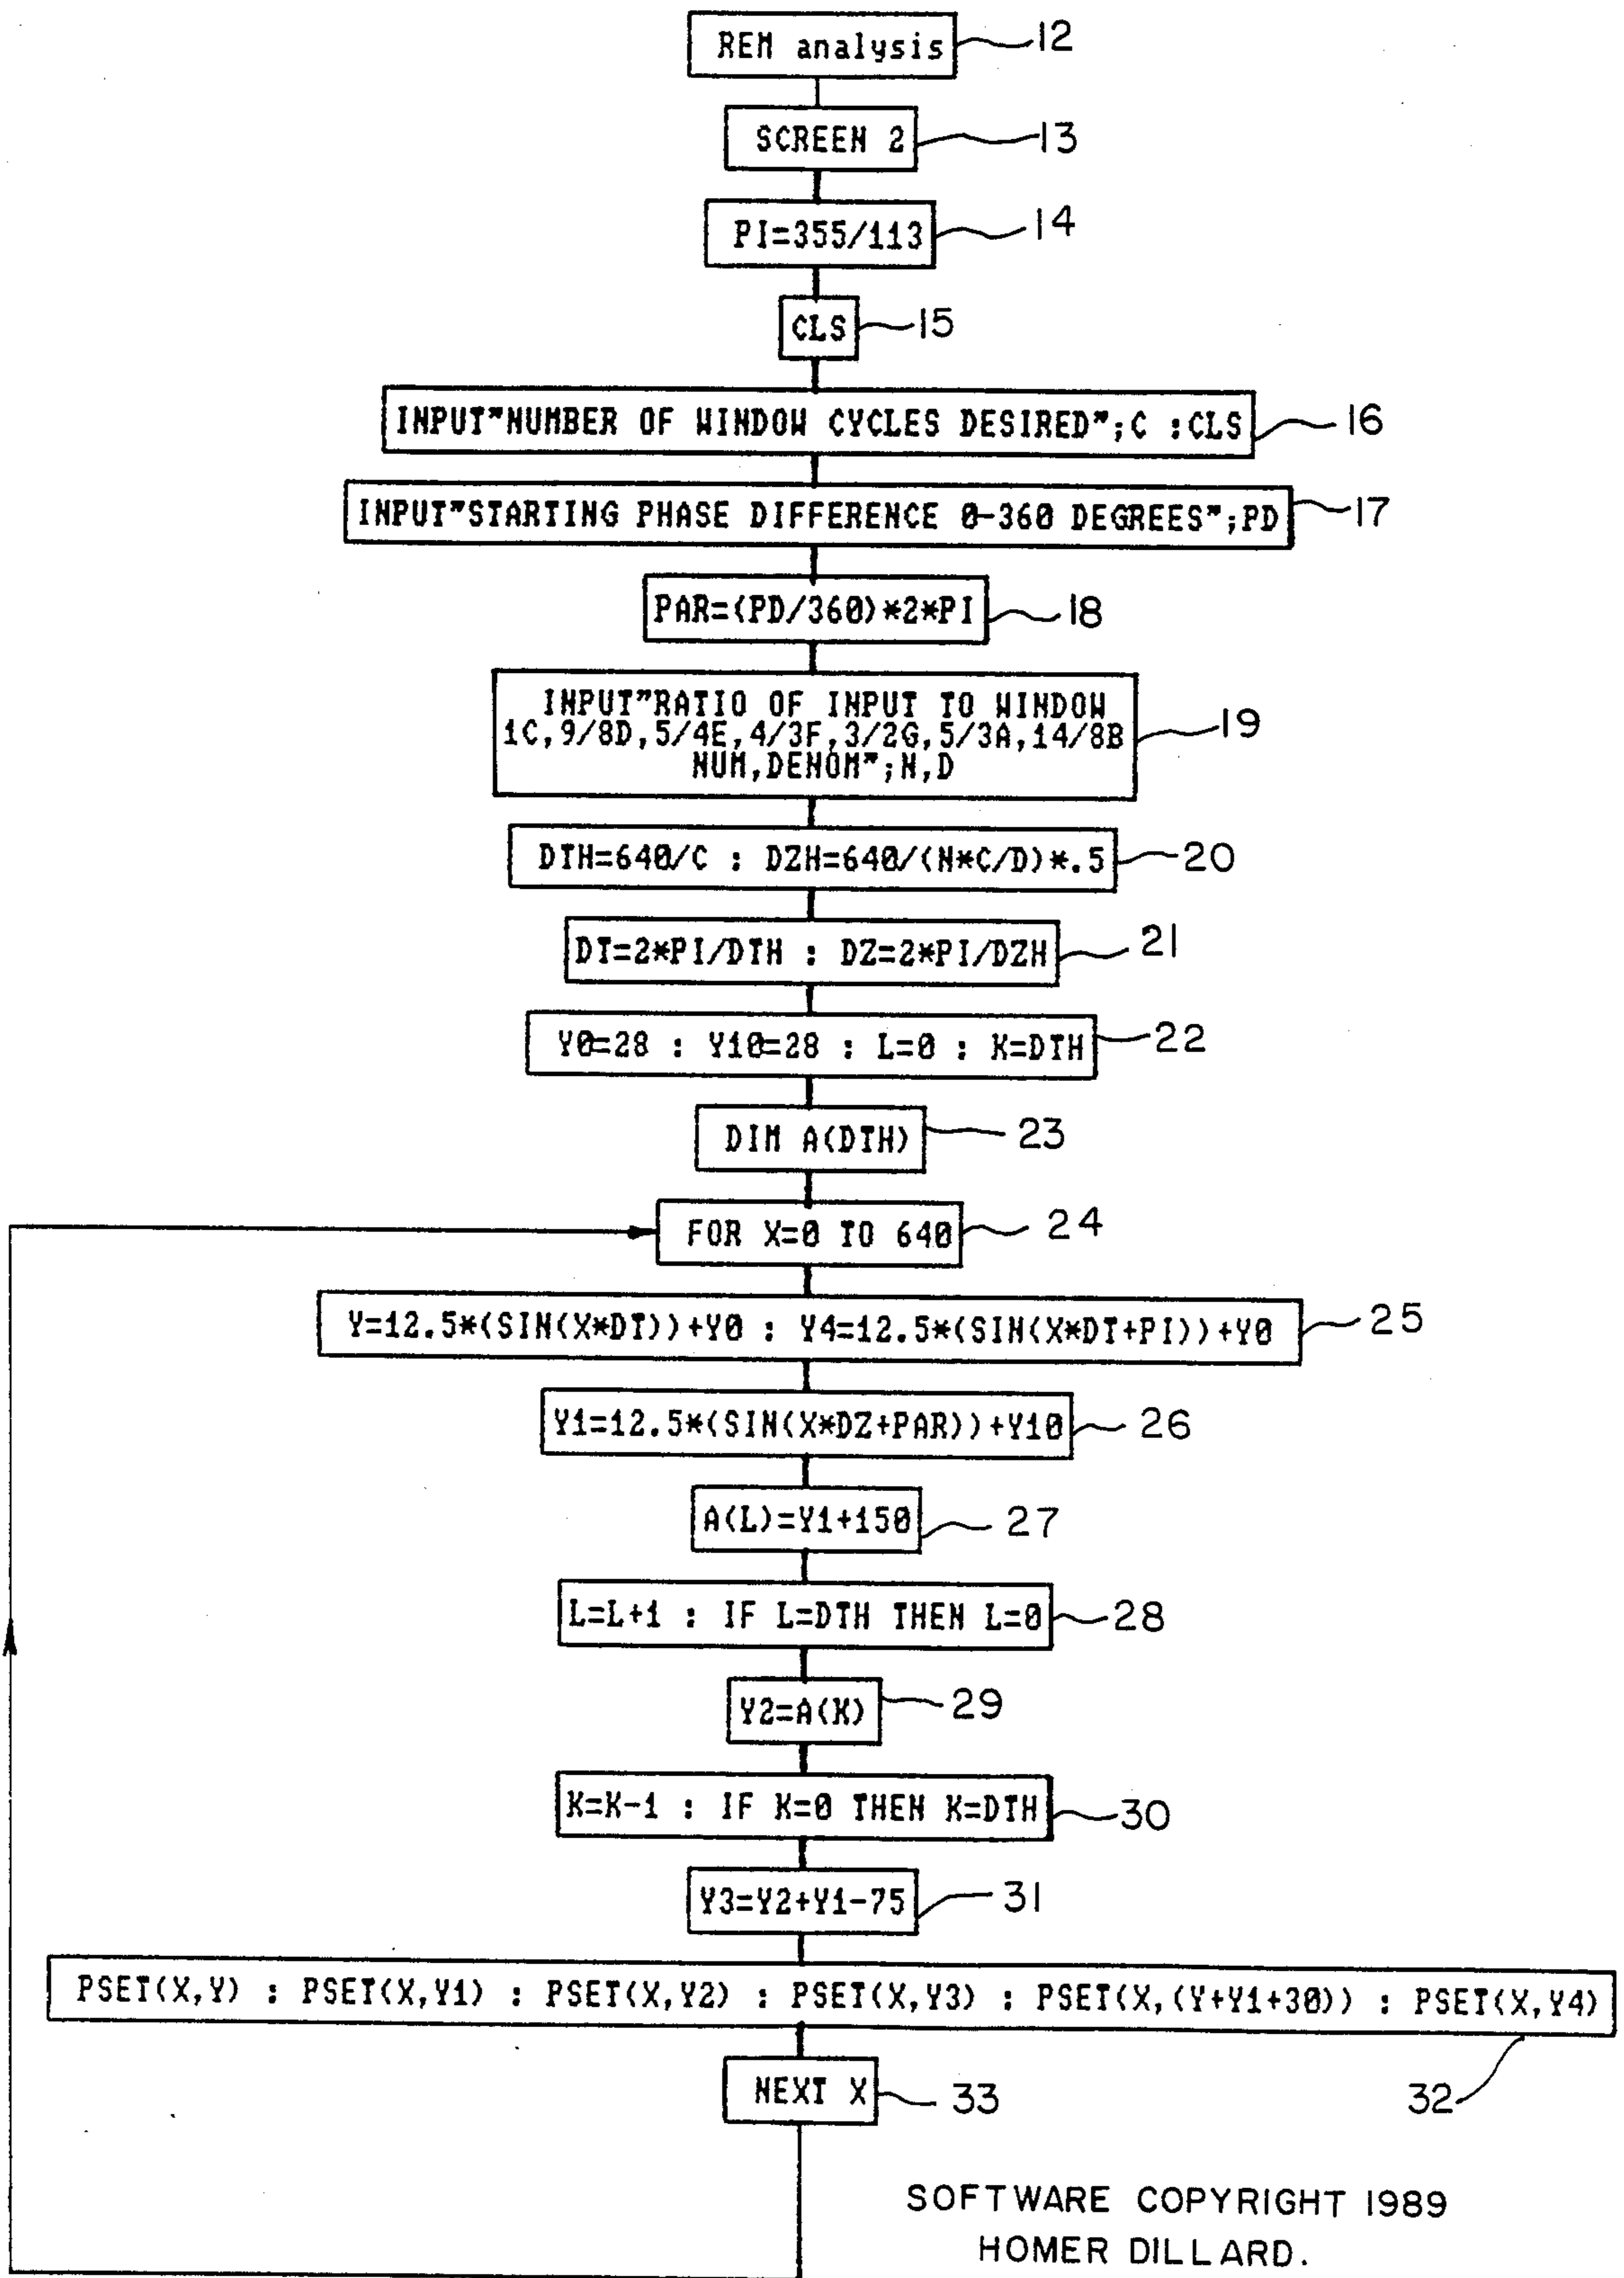 REM analysis 12
SCREEN 2 13
PI=355/113 14
CLS 15
INPUT"NUMBER OF WINDOW CYCLES DESIRED";C :CLS 16
INPUT"STARTING PHASE DIFFERENCE 0-360 DEGREES";PD 17
PAR=(PD/360)*2*PI 18
INPUT"RATIO OF INPUT TO WINDOW
1C,9/8D,5/4E,4/3F,3/2G,5/3A,14/8B 19
NUM,DENOM";N,D
DTH=640/C : DZH=640/(N*C/D)*.5 20
DT=2*PI/DTH : DZ=2*PI/DZH 21
Y0=28 : Y10=28 : L=0 : K=DTH 22
DIM A(DTH) 23
FOR X=0 TO 640 24
Y=12.5*(SIN(X*DT))+Y0 : Y4=12.5*(SIN(X*DT+PI))+Y0 25
Y1=12.5*(SIN(X*DZ+PAR))+Y10 26
A(L)=Y1+150 27
L=L+1 : IF L=DTH THEN L=0 28
Y2=A(K) 29
K=K-1 : IF K=0 THEN K=DTH 30
Y3=Y2+Y1-75 31
PSET(X,Y) : PSET(X,Y1) : PSET(X,Y2) : PSET(X,Y3) : PSET(X,(Y+Y1+30)) : PSET(X,Y4)
NEXT X 33
32
SOFTWARE COPYRIGHT 1989
HOMER DILLARD.